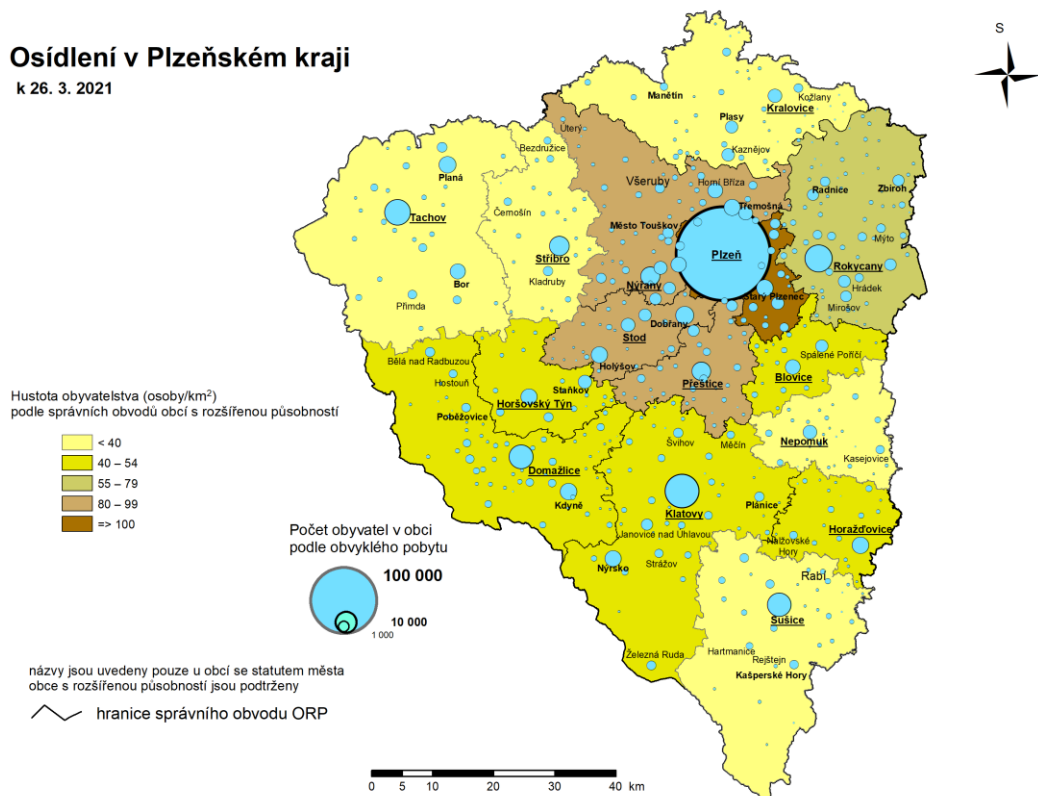 Osídlení v Plzeňském kraji
k 26. 3. 2021
S
Manětín
Kožlany
Kralovice
Plasy
Úterý
Bezdružice
Kaznějov
Planá
Všeruby
Horní Bříza
Radnice
Zbiroh
Tachov
Černošín
Třemošná
Město Touškov
Mýto
Stříbro
Plzeň
Rokycany
Bor
Kladruby
Nýřany
Hrádek
Přimda
Starý Plzenec
Mirošov
Dobřany
Stod
Bělá nad Radbuzou
Holýšov
Spálené Poříčí
Hostouň
Staňkov
Přeštice
Blovice
Horšovský Týn
Poběžovice
Švihov
Měčín
Nepomuk
Kasejovice
Domažlice
Kdyně
Klatovy
Plánice
Janovice nad Úhlavou
Nalžovské
Hory
Horažďovice
Nýrsko
Strážov
Rabí
Sušice
Železná Ruda
Hartmanice
Rejštejn
Kašperské Hory
Hustota obyvatelstva (osoby/km²)
podle správních obvodů obcí s rozšířenou působností
< 40
40 – 54
55 – 79
80 – 99
=> 100
Počet obyvatel v obci
podle obvyklého pobytu
100 000
10 000
1 000
názvy jsou uvedeny pouze u obcí se statutem města
obce s rozšířenou působností jsou podtrženy
hranice správního obvodu ORP
0 5 10 20 30 40 km